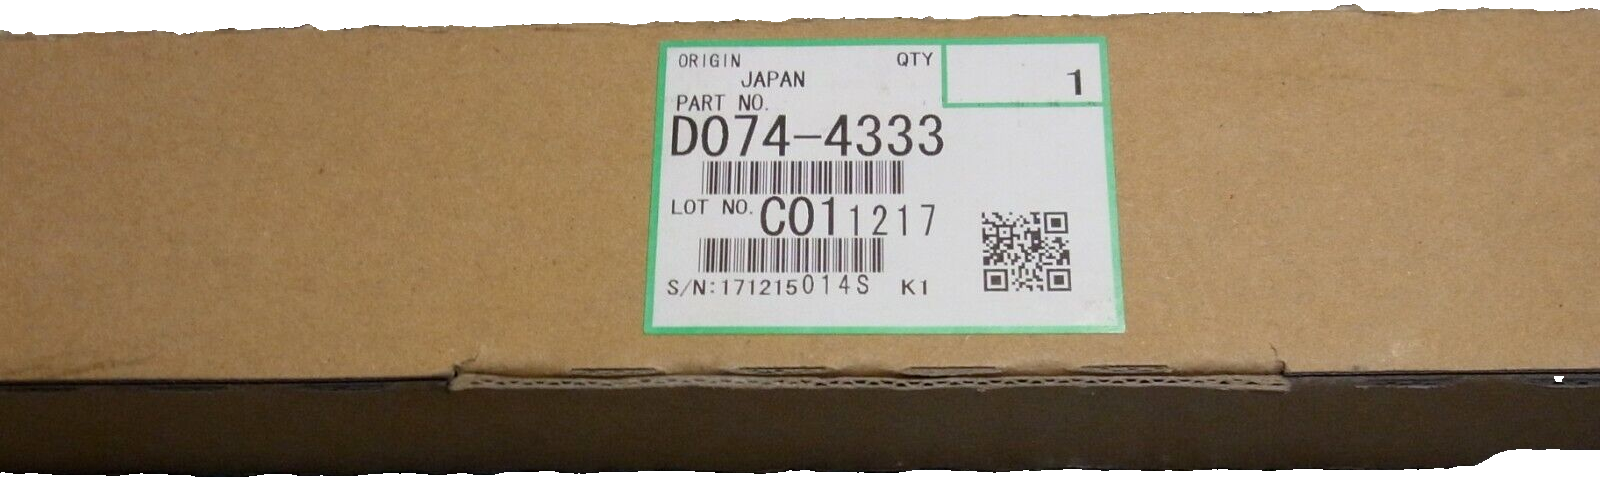 ORIGIN QTY
JAPAN 1
PART NO.
D074-4333
LOT NO. C011217
S/N:171215014S K1